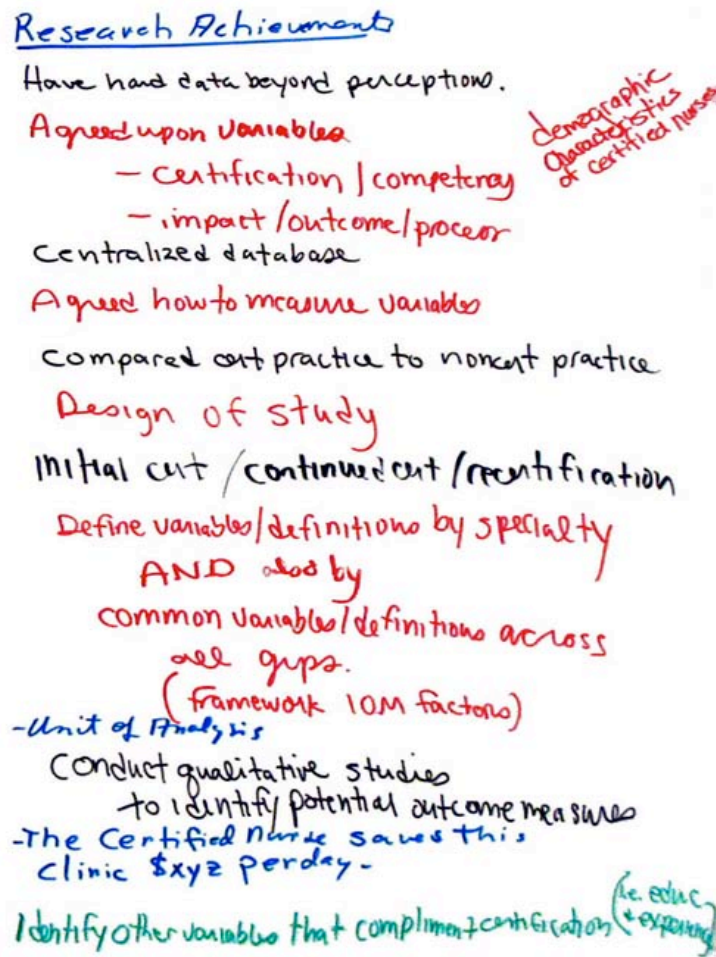 Research Achievements
Have hard data beyond perceptions.
demographic
characteristics
of certified nurses
Agreed upon variables
- certification / competency
- impact / outcome / process
Centralized database
Agreed how to measure variables
Compared cert practice to noncert practice
Design of study
Initial cert / continued cert / recertification
Define variables / definitions by specialty
AND also by
common variables / definitions across
all grps.
(framework IOM factors)
- Unit of Analysis
Conduct qualitative studies
to identify potential outcome measures
- The Certified nurse saves this
Clinic $xyz per day -
Identify other variables that compliment certification (i.e. educ
+ experience)